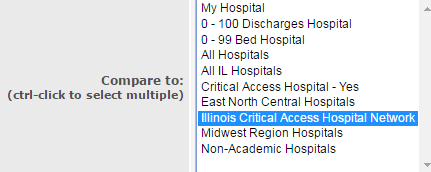 My Hospital
0 - 100 Discharges Hospital
0 - 99 Bed Hospital
All Hospitals
Compare to:
(ctrl-click to select multiple)
All IL Hospitals
Critical Access Hospital - Yes
East North Central Hospitals
Illinois Critical Access Hospital Network
Midwest Region Hospitals
Non-Academic Hospitals